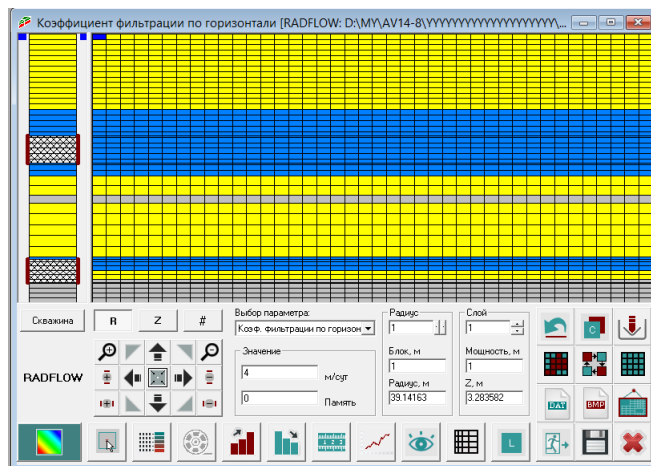 Коэффициент фильтрации по горизонтали [RADFLOW: D:\MY\AV14-8\YYYYYYYYYYYYYYYYYYYY\...
Скважина
R
Z
#
Выбор параметра:
Коэф. фильтрации по горизон
Радиус
1
Слой
1
RADFLOW
Значение
4
м/сут
0
Память
Блок, м
1
Радиус, м
39.14163
Мощность, м
1
Z, м
3.283582
C
DAT
BMP
L